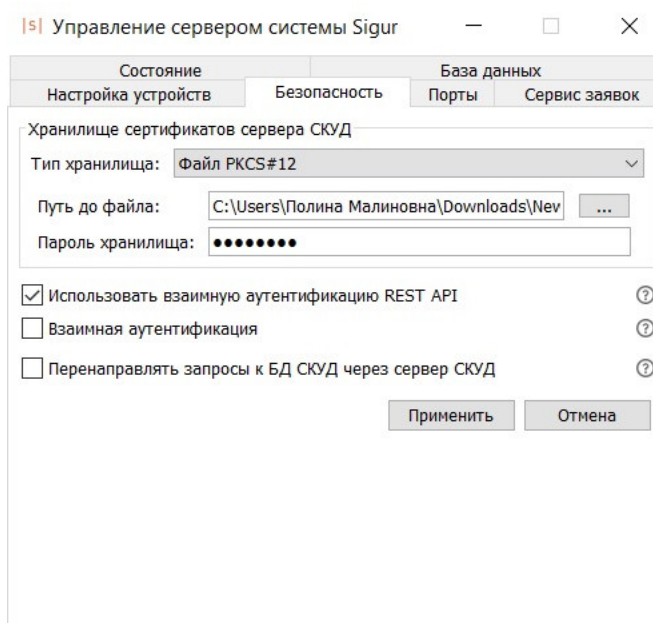 |s| Управление сервером системы Sigur
Состояние База данных
Настройка устройств Безопасность Порты Сервис заявок
Хранилище сертификатов сервера СКУД
Тип хранилища: Файл PKCS#12
Путь до файла: C:\Users\Полина Малиновна\Downloads\Nev ...
Пароль хранилища: ●●●●●●●●
Использовать взаимную аутентификацию REST API ?
Взаимная аутентификация ?
Перенаправлять запросы к БД СКУД через сервер СКУД ?
Применить Отмена